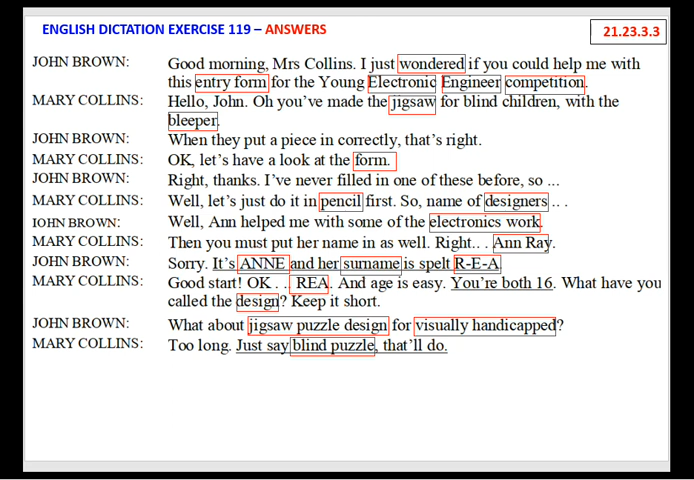 ENGLISH DICTATION EXERCISE 119 – ANSWERS
21.23.3.3
JOHN BROWN: Good morning, Mrs Collins. I just wondered if you could help me with
this entry form for the Young Electronic Engineer competition.
MARY COLLINS: Hello, John. Oh you've made the jigsaw for blind children, with the
bleeper.
JOHN BROWN: When they put a piece in correctly, that's right.
MARY COLLINS: OK, let's have a look at the form.
JOHN BROWN: Right, thanks. I've never filled in one of these before, so ...
MARY COLLINS: Well, let's just do it in pencil first. So, name of designers .. .
JOHN BROWN: Well, Ann helped me with some of the electronics work.
MARY COLLINS: Then you must put her name in as well. Right.. . Ann Ray.
JOHN BROWN: Sorry. It's ANNE and her surname is spelt R-E-A.
MARY COLLINS: Good start! OK . . . REA. And age is easy. You're both 16. What have you
called the design? Keep it short.
JOHN BROWN: What about jigsaw puzzle design for visually handicapped?
MARY COLLINS: Too long. Just say blind puzzle, that'll do.